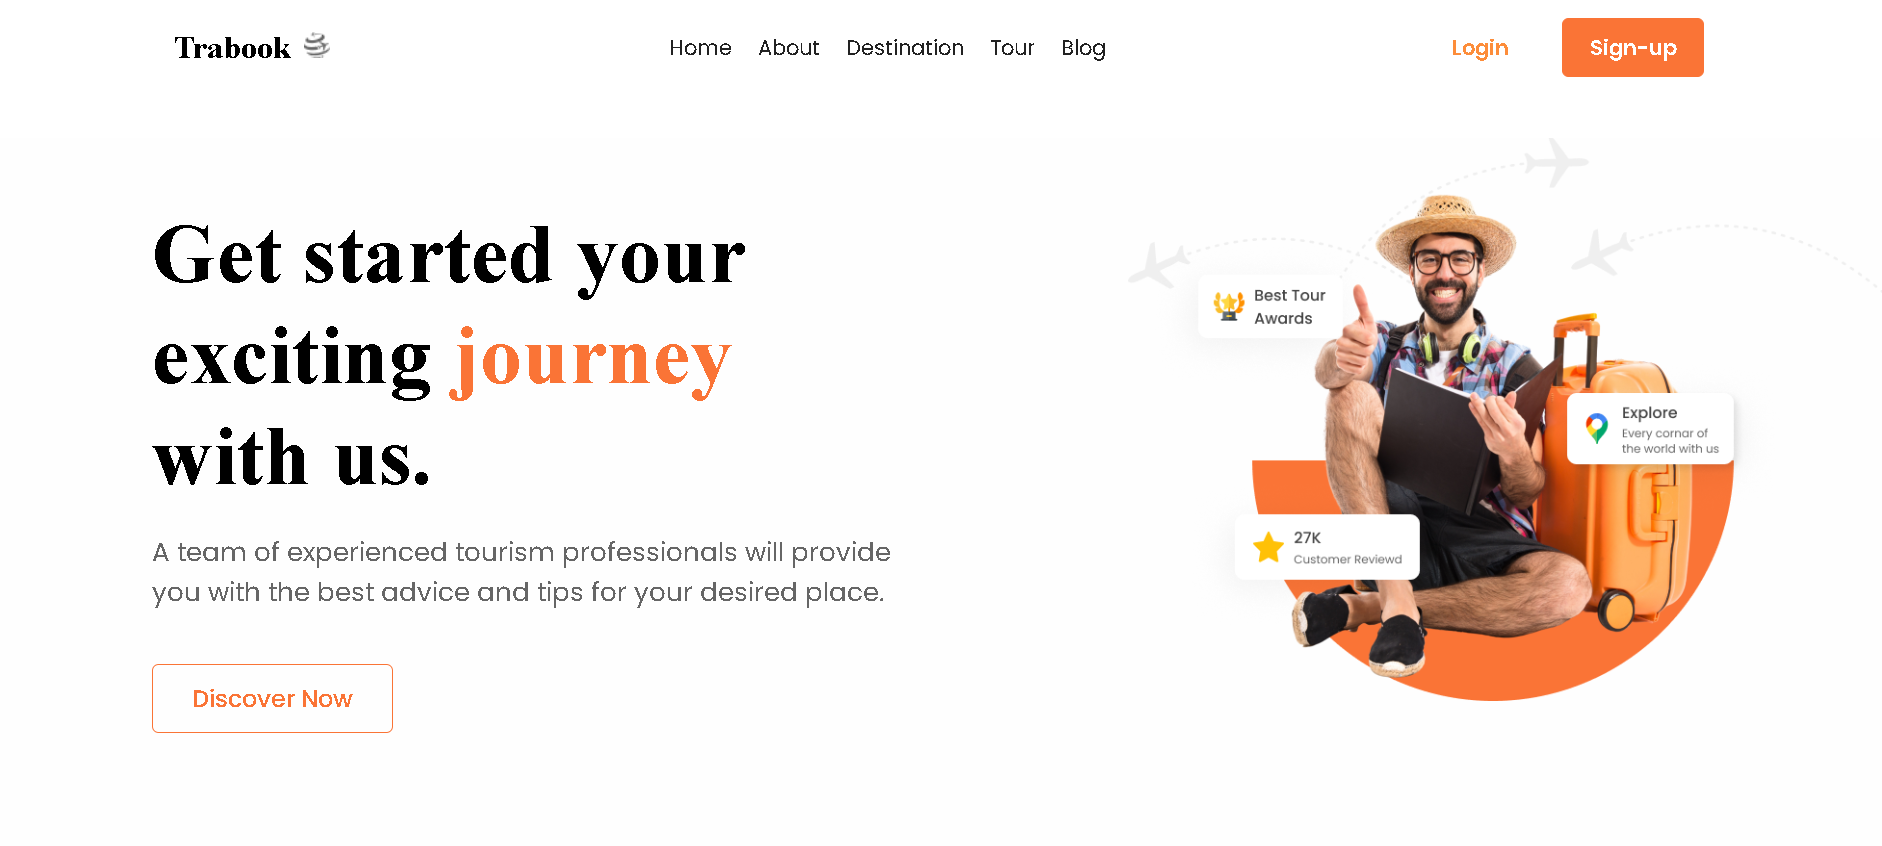 Trabook
Home About Destination Tour Blog
Login Sign-up
Get started your
exciting journey
with us.
A team of experienced tourism professionals will provide
you with the best advice and tips for your desired place.
Discover Now
Best Tour
Awards
Explore
Every cornar of
the world with us
27K
Customer Reviewd